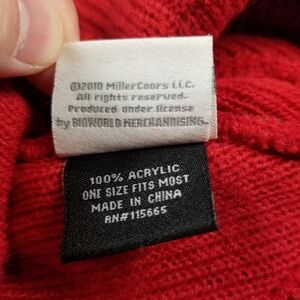 ©2010 MillerCoors LLC.
All rights reserved.
Produced under license
by BIOWORLD MERCHANDISING.
100% ACRYLIC
ONE SIZE FITS MOST
MADE IN CHINA
RN#115665